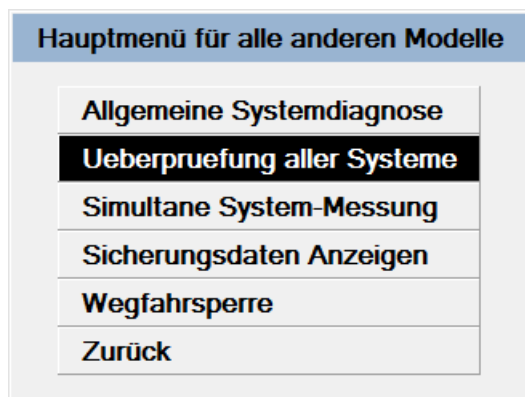 Hauptmenü für alle anderen Modelle
Allgemeine Systemdiagnose
Ueberpruefung aller Systeme
Simultane System-Messung
Sicherungsdaten Anzeigen
Wegfahrsperre
Zurück